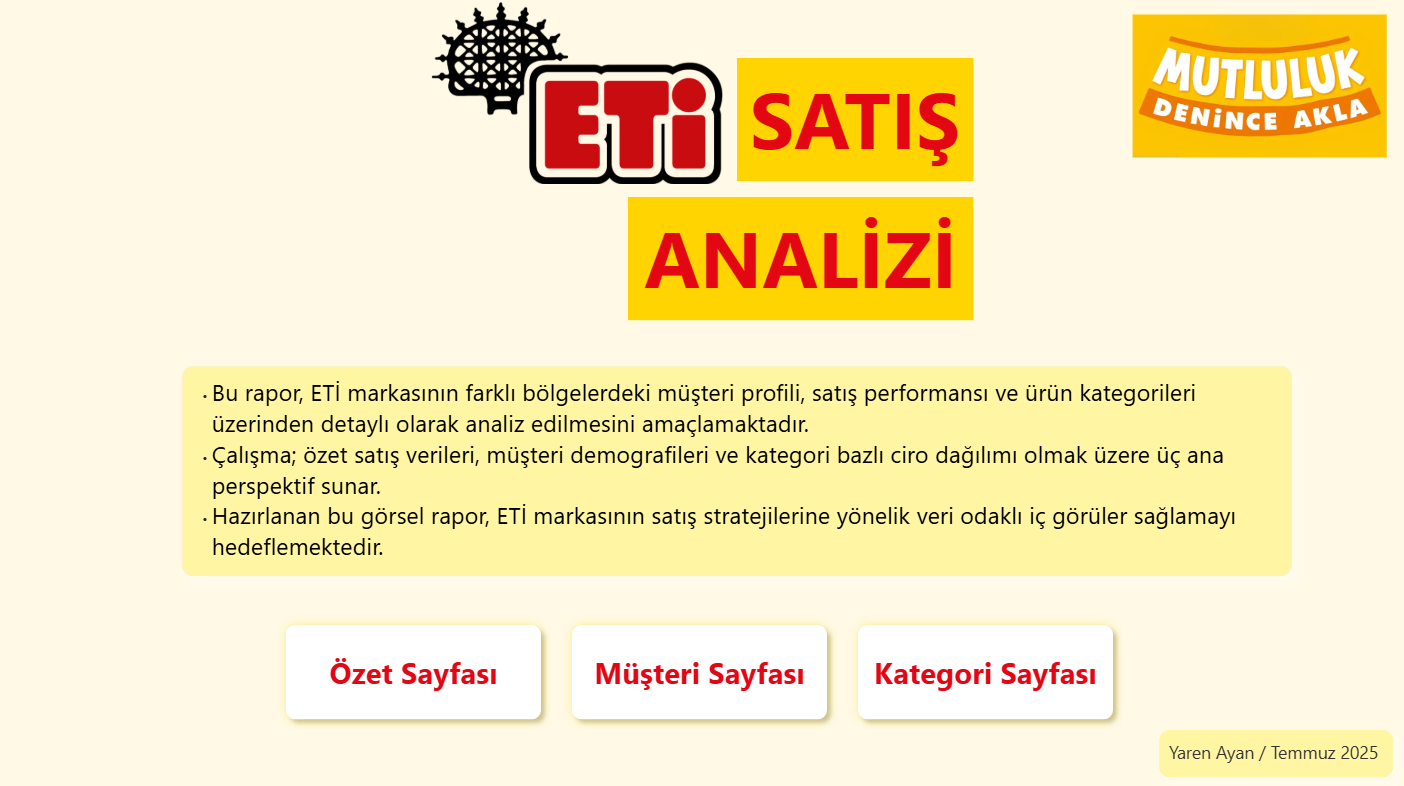 ETi
SATIŞ
ANALİZİ
MUTLULUK
DENİNCE AKLA
• Bu rapor, ETİ markasının farklı bölgelerdeki müşteri profili, satış performansı ve ürün kategorileri
üzerinden detaylı olarak analiz edilmesini amaçlamaktadır.
• Çalışma; özet satış verileri, müşteri demografileri ve kategori bazlı ciro dağılımı olmak üzere üç ana
perspektif sunar.
• Hazırlanan bu görsel rapor, ETİ markasının satış stratejilerine yönelik veri odaklı iç görüler sağlamayı
hedeflemektedir.
Özet Sayfası
Müşteri Sayfası
Kategori Sayfası
Yaren Ayan / Temmuz 2025